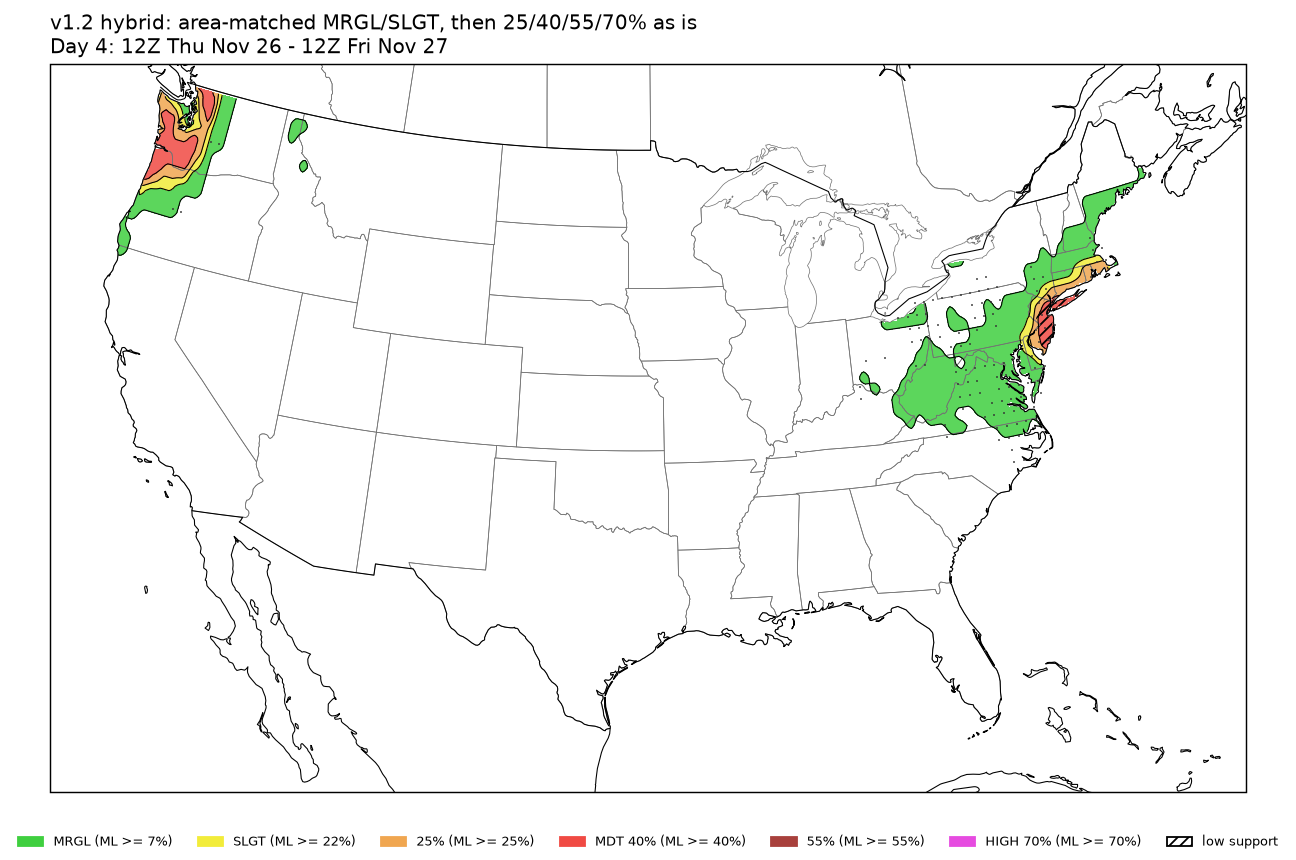 v1.2 hybrid: area-matched MRGL/SLGT, then 25/40/55/70% as is
Day 4: 12Z Thu Nov 26 - 12Z Fri Nov 27
MRGL (ML >= 7%) SLGT (ML >= 22%) 25% (ML >= 25%) MDT 40% (ML >= 40%) 55% (ML >= 55%) HIGH 70% (ML >= 70%) low support